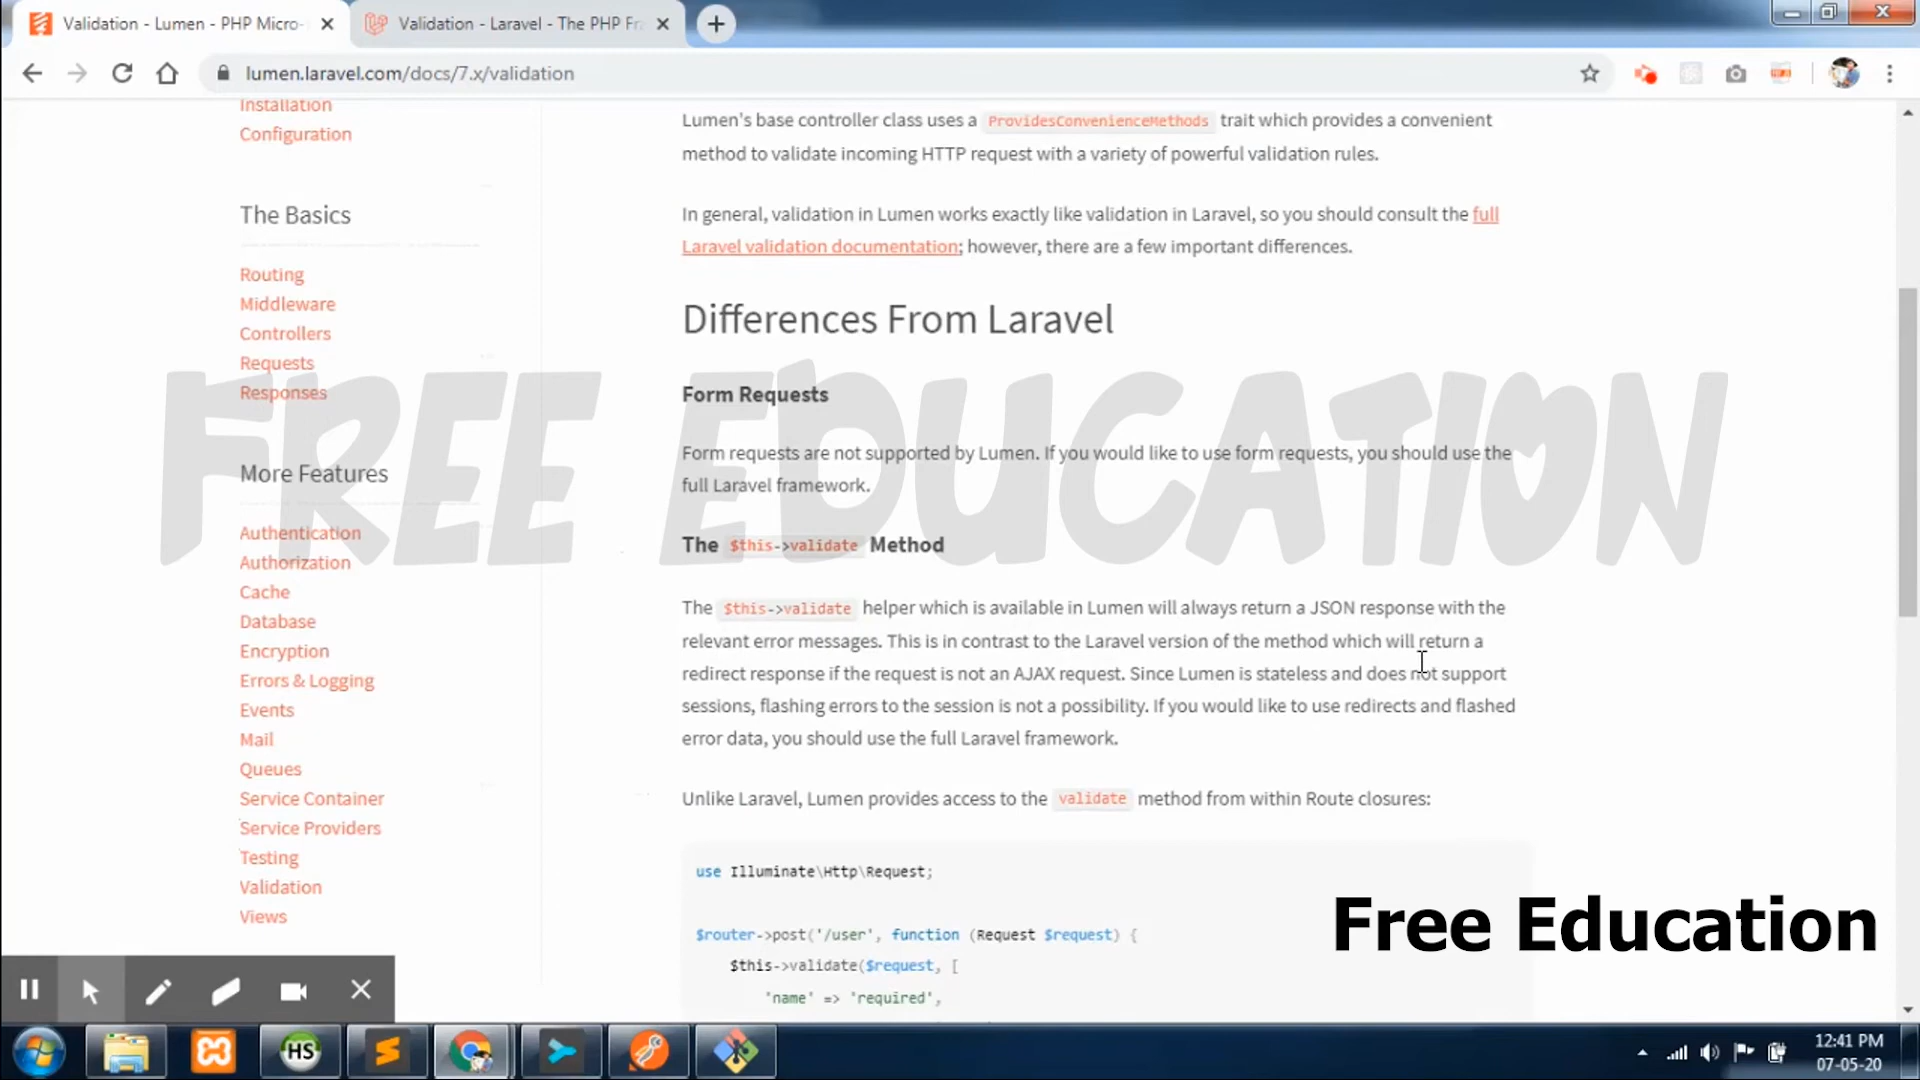 Validation - Lumen - PHP Micro-
Validation - Laravel - The PHP Fr
lumen.laravel.com/docs/7.x/validation
Installation
Configuration
The Basics
Routing
Middleware
Controllers
Requests
Responses
More Features
Authentication
Authorization
Cache
Database
Encryption
Errors & Logging
Events
Mail
Queues
Service Container
Service Providers
Testing
Validation
Views
Lumen's base controller class uses a ProvidesConvenienceMethods trait which provides a convenient
method to validate incoming HTTP request with a variety of powerful validation rules.
In general, validation in Lumen works exactly like validation in Laravel, so you should consult the full
Laravel validation documentation; however, there are a few important differences.
Differences From Laravel
Form Requests
Form requests are not supported by Lumen. If you would like to use form requests, you should use the
full Laravel framework.
The $this->validate Method
The $this->validate helper which is available in Lumen will always return a JSON response with the
relevant error messages. This is in contrast to the Laravel version of the method which will return a
redirect response if the request is not an AJAX request. Since Lumen is stateless and does not support
sessions, flashing errors to the session is not a possibility. If you would like to use redirects and flashed
error data, you should use the full Laravel framework.
Unlike Laravel, Lumen provides access to the validate method from within Route closures:
use Illuminate\Http\Request;
$router->post('/user', function (Request $request) {
$this->validate($request, [
'name' => 'required',
FREE EDUCATION
Free Education
HS
12:41 PM
07-05-20